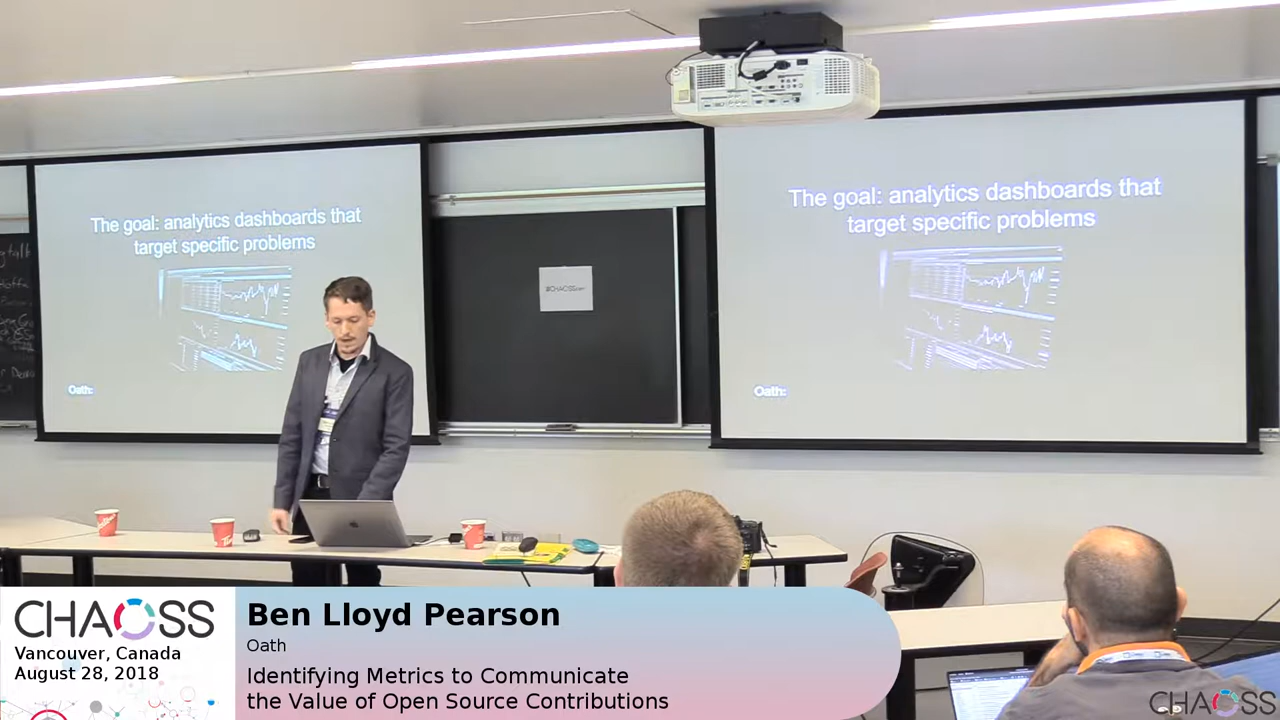 The goal: analytics dashboards that
target specific problems
Oath:
The goal: analytics dashboards that
target specific problems
Oath:
CHAOSS
Vancouver, Canada
August 28, 2018
Ben Lloyd Pearson
Oath
Identifying Metrics to Communicate
the Value of Open Source Contributions
CHAOSS